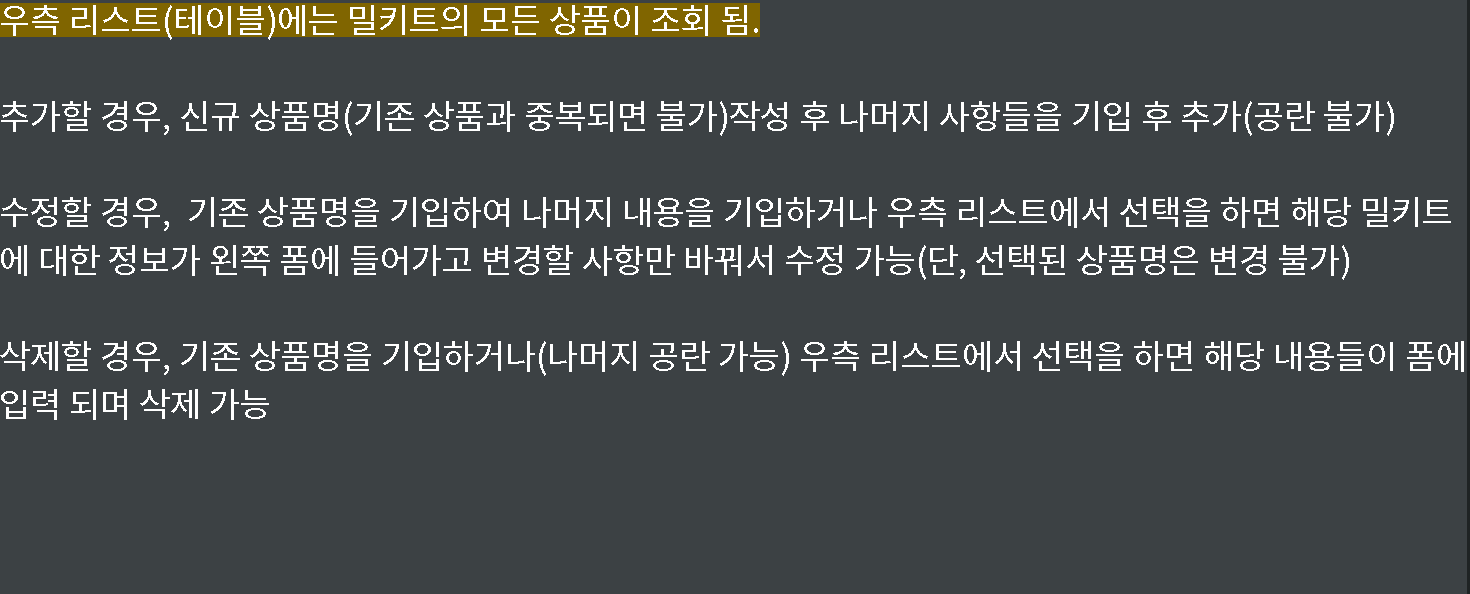 우측 리스트(테이블)에는 밀키트의 모든 상품이 조회 됨.
추가할 경우, 신규 상품명(기존 상품과 중복되면 불가)작성 후 나머지 사항들을 기입 후 추가(공란 불가)
수정할 경우,  기존 상품명을 기입하여 나머지 내용을 기입하거나 우측 리스트에서 선택을 하면 해당 밀키트
에 대한 정보가 왼쪽 폼에 들어가고 변경할 사항만 바꿔서 수정 가능(단, 선택된 상품명은 변경 불가)
삭제할 경우, 기존 상품명을 기입하거나(나머지 공란 가능) 우측 리스트에서 선택을 하면 해당 내용들이 폼에
입력 되며 삭제 가능